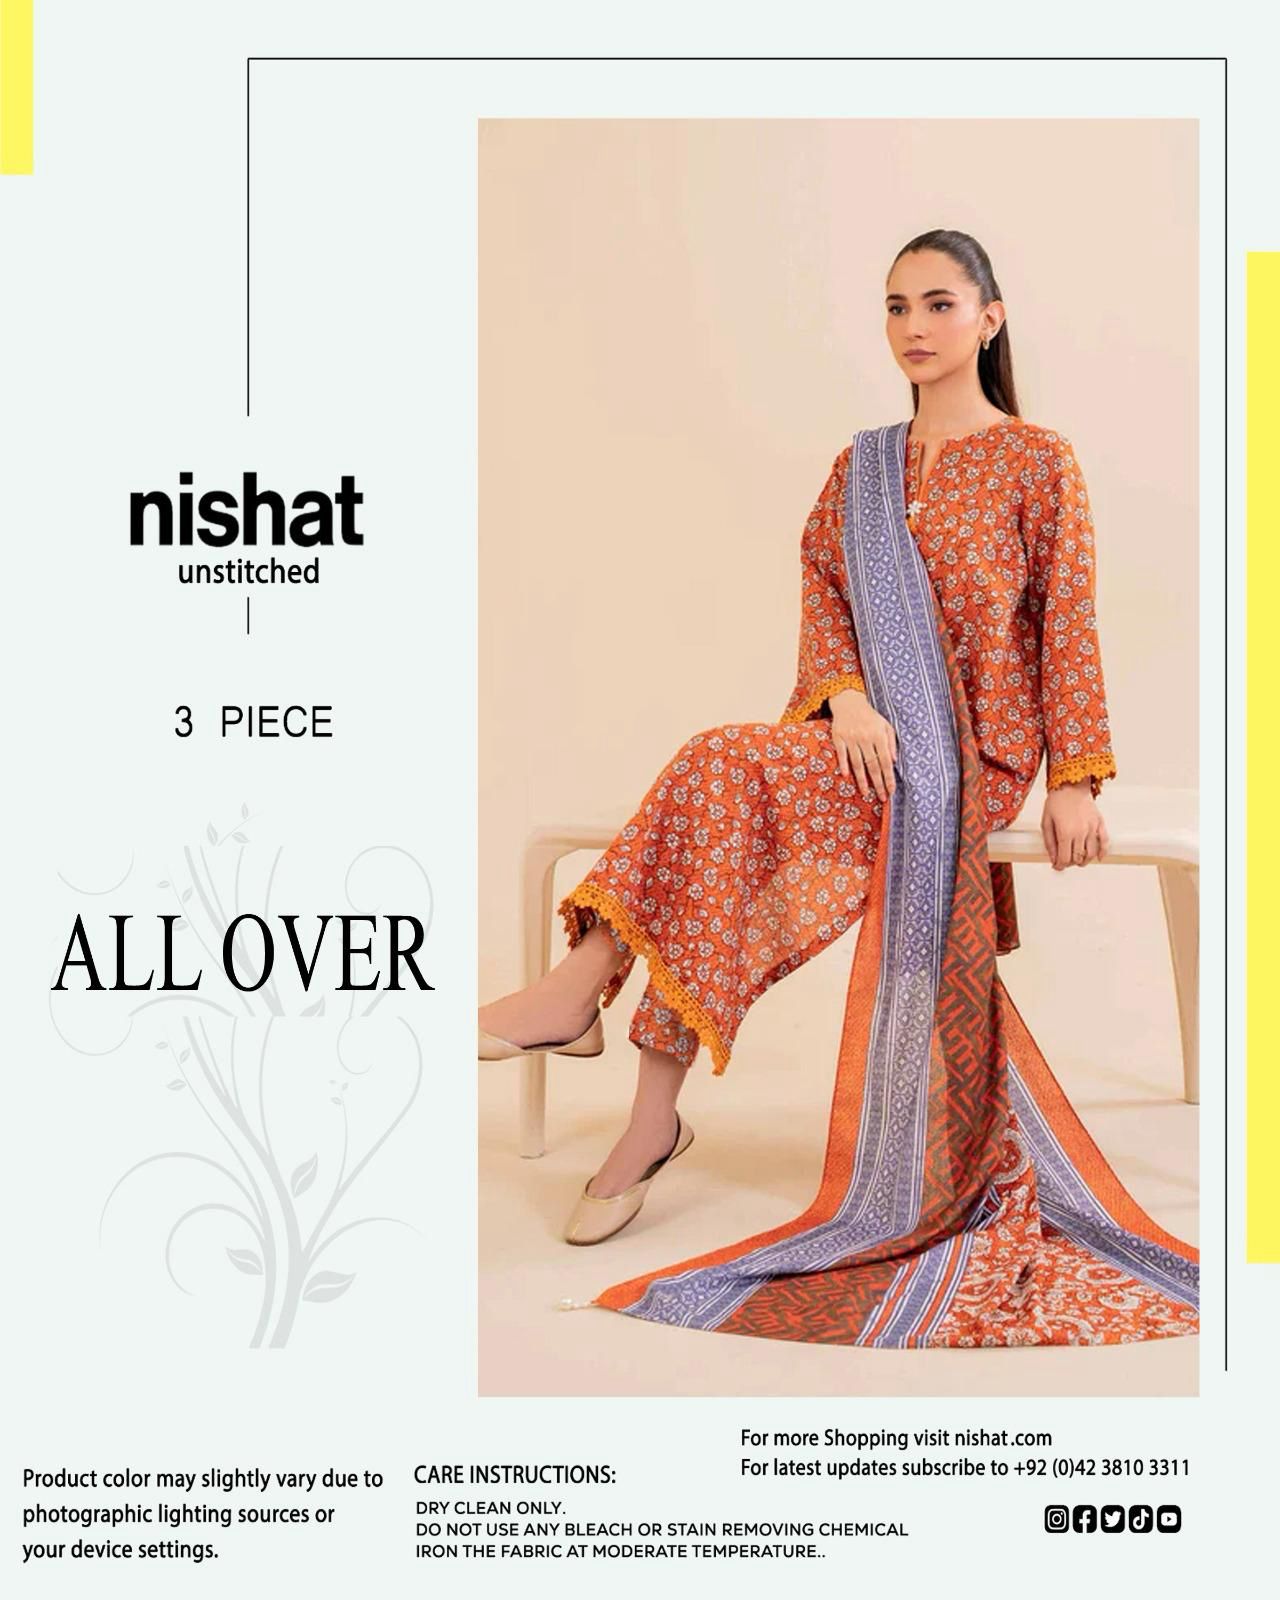 nishat
unstitched
3 PIECE
ALL OVER
For more Shopping visit nishat.com
For latest updates subscribe to +92 (0)42 3810 3311
Product color may slightly vary due to
photographic lighting sources or
your device settings.
CARE INSTRUCTIONS:
DRY CLEAN ONLY.
DO NOT USE ANY BLEACH OR STAIN REMOVING CHEMICAL
IRON THE FABRIC AT MODERATE TEMPERATURE..